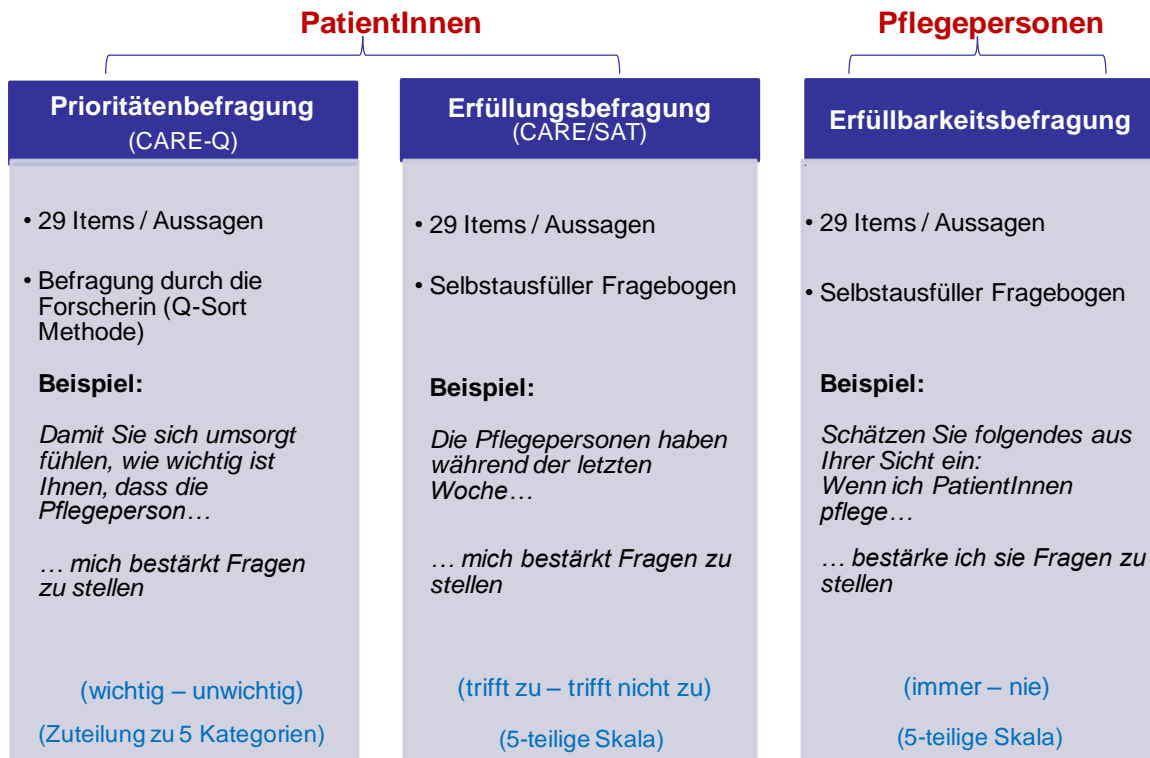 PatientInnen
Pflegepersonen
Prioritätenbefragung
(CARE-Q)
• 29 Items / Aussagen
• Befragung durch die
Forscherin (Q-Sort
Methode)
Beispiel:
Damit Sie sich umsorgt
fühlen, wie wichtig ist
Ihnen, dass die
Pflegeperson…
… mich bestärkt Fragen
zu stellen
(wichtig – unwichtig)
(Zuteilung zu 5 Kategorien)
Erfüllungsbefragung
(CARE/SAT)
• 29 Items / Aussagen
• Selbstausfüller Fragebogen
Beispiel:
Die Pflegepersonen haben
während der letzten
Woche…
… mich bestärkt Fragen zu
stellen
(trifft zu – trifft nicht zu)
(5-teilige Skala)
Erfüllbarkeitsbefragung
• 29 Items / Aussagen
• Selbstausfüller Fragebogen
Beispiel:
Schätzen Sie folgendes aus
Ihrer Sicht ein:
Wenn ich PatientInnen
pflege…
… bestärke ich sie Fragen zu
stellen
(immer – nie)
(5-teilige Skala)